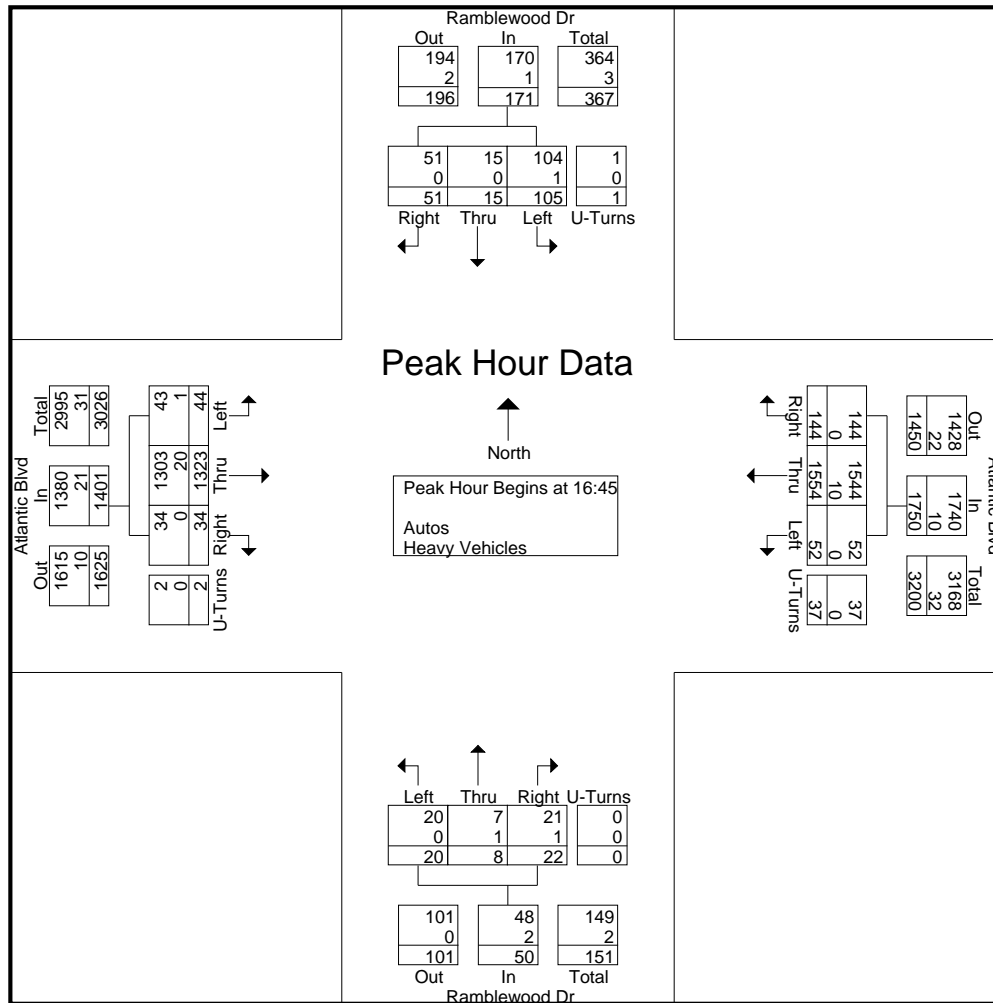 Ramblewood Dr
Out In Total
194 170 364
2 1 3
196 171 367
51 15 104 1
0 0 1 0
51 15 105 1
Right Thru Left U-Turns
Peak Hour Data
North
Peak Hour Begins at 16:45
Autos
Heavy Vehicles
Atlantic Blvd
Out In Total
1615 1380 2995
10 21 31
1625 1401 3026
2 34 1303 43
0 0 20 1
2 34 1323 44
U-Turns Right Thru Left
Atlantic Blvd
Out In Total
1428 1740 3168
22 10 32
1450 1750 3200
144 1544 52 37
0 10 0 0
144 1554 52 37
Right Thru Left U-Turns
Left Thru Right U-Turns
20 7 21 0
0 1 1 0
20 8 22 0
101 48 149
0 2 2
101 50 151
Out In Total
Ramblewood Dr